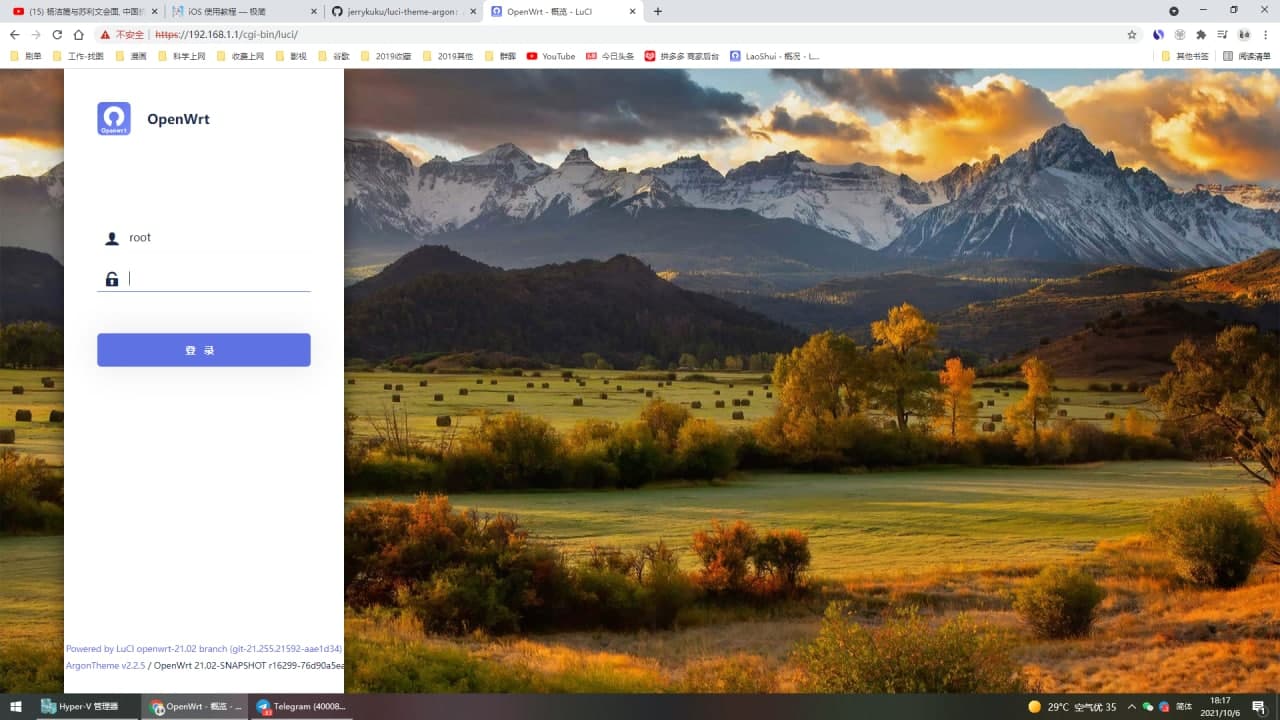 (15) 杨洁篪与苏利文会面, 中国
iOS 使用教程 — 极简
jerrykuku/luci-theme-argon:
OpenWrt - 概览 - LuCI
不安全 https://192.168.1.1/cgi-bin/luci/
刷单 工作-找图 漫画 科学上网 收费上网 影视 谷歌 2019收藏 2019其他 群晖 YouTube 今日头条 拼多多 商家后台 LaoShui - 概况 - L... 其他书签 阅读清单
Openwrt
OpenWrt
root
登 录
Powered by LuCI openwrt-21.02 branch (git-21.255.21592-aae1d34)
ArgonTheme v2.2.5 / OpenWrt 21.02-SNAPSHOT r16299-76d90a5ea
Hyper-V 管理器 OpenWrt - 概览 - ... Telegram (40008... 29°C 空气优 35 简体 18:17
2021/10/6